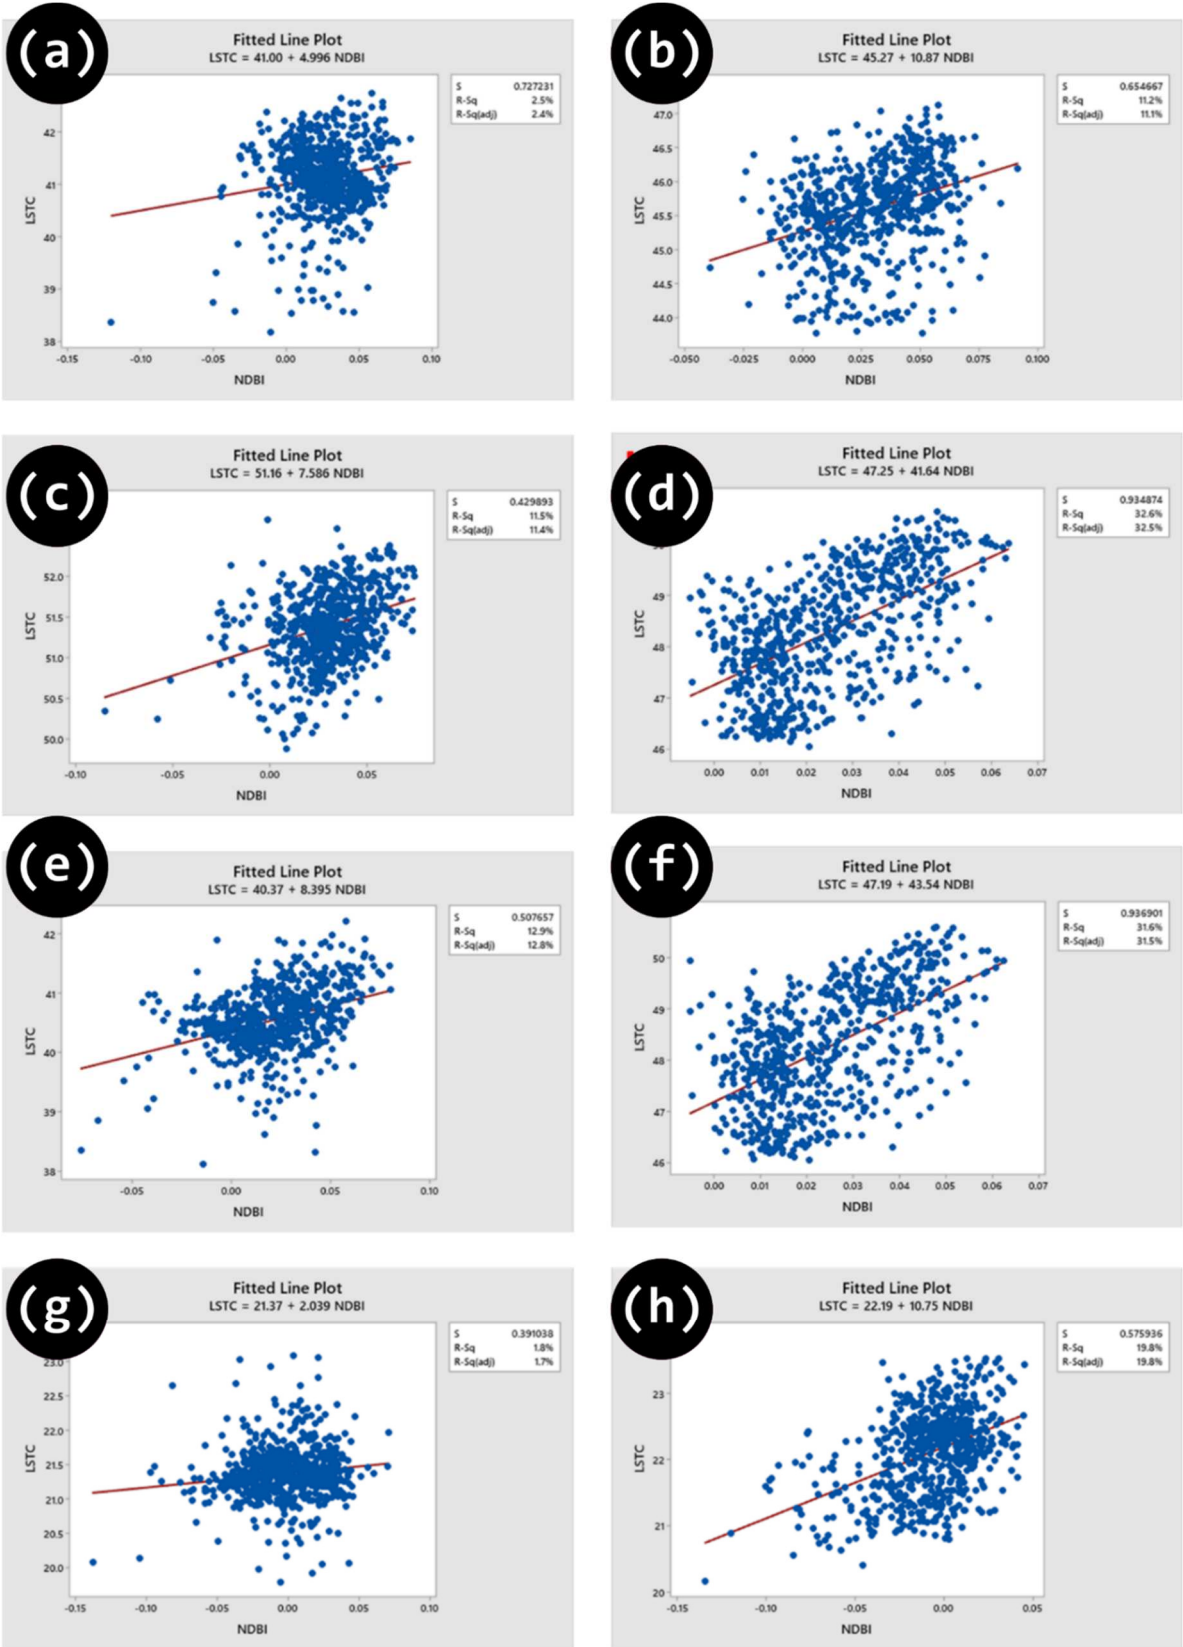 (a)
Fitted Line Plot
LSTC = 41.00 + 4.996 NDBI
S 0.727231
R-Sq 2.5%
R-Sq(adj) 2.4%
42
41
40
39
38
LSTC
-0.15 -0.10 -0.05 0.00 0.05 0.10
NDBI
(b)
Fitted Line Plot
LSTC = 45.27 + 10.87 NDBI
S 0.654667
R-Sq 11.2%
R-Sq(adj) 11.1%
47.0
46.5
46.0
45.5
45.0
44.5
44.0
LSTC
-0.050 -0.025 0.000 0.025 0.050 0.075 0.100
NDBI
(c)
Fitted Line Plot
LSTC = 51.16 + 7.586 NDBI
S 0.429893
R-Sq 11.5%
R-Sq(adj) 11.4%
52.0
51.5
51.0
50.5
50.0
LSTC
-0.10 -0.05 0.00 0.05
NDBI
(d)
Fitted Line Plot
LSTC = 47.25 + 41.64 NDBI
S 0.934874
R-Sq 32.6%
R-Sq(adj) 32.5%
49
48
47
46
LSTC
0.00 0.01 0.02 0.03 0.04 0.05 0.06 0.07
NDBI
(e)
Fitted Line Plot
LSTC = 40.37 + 8.395 NDBI
S 0.507657
R-Sq 12.9%
R-Sq(adj) 12.8%
42
41
40
39
38
LSTC
-0.05 0.00 0.05 0.10
NDBI
(f)
Fitted Line Plot
LSTC = 47.19 + 43.54 NDBI
S 0.936901
R-Sq 31.6%
R-Sq(adj) 31.5%
50
49
48
47
46
LSTC
0.00 0.01 0.02 0.03 0.04 0.05 0.06 0.07
NDBI
(g)
Fitted Line Plot
LSTC = 21.37 + 2.039 NDBI
S 0.391038
R-Sq 1.8%
R-Sq(adj) 1.7%
23.0
22.5
22.0
21.5
21.0
20.5
20.0
LSTC
-0.15 -0.10 -0.05 0.00 0.05 0.10
NDBI
(h)
Fitted Line Plot
LSTC = 22.19 + 10.75 NDBI
S 0.575936
R-Sq 19.8%
R-Sq(adj) 19.8%
23
22
21
20
LSTC
-0.15 -0.10 -0.05 0.00 0.05
NDBI